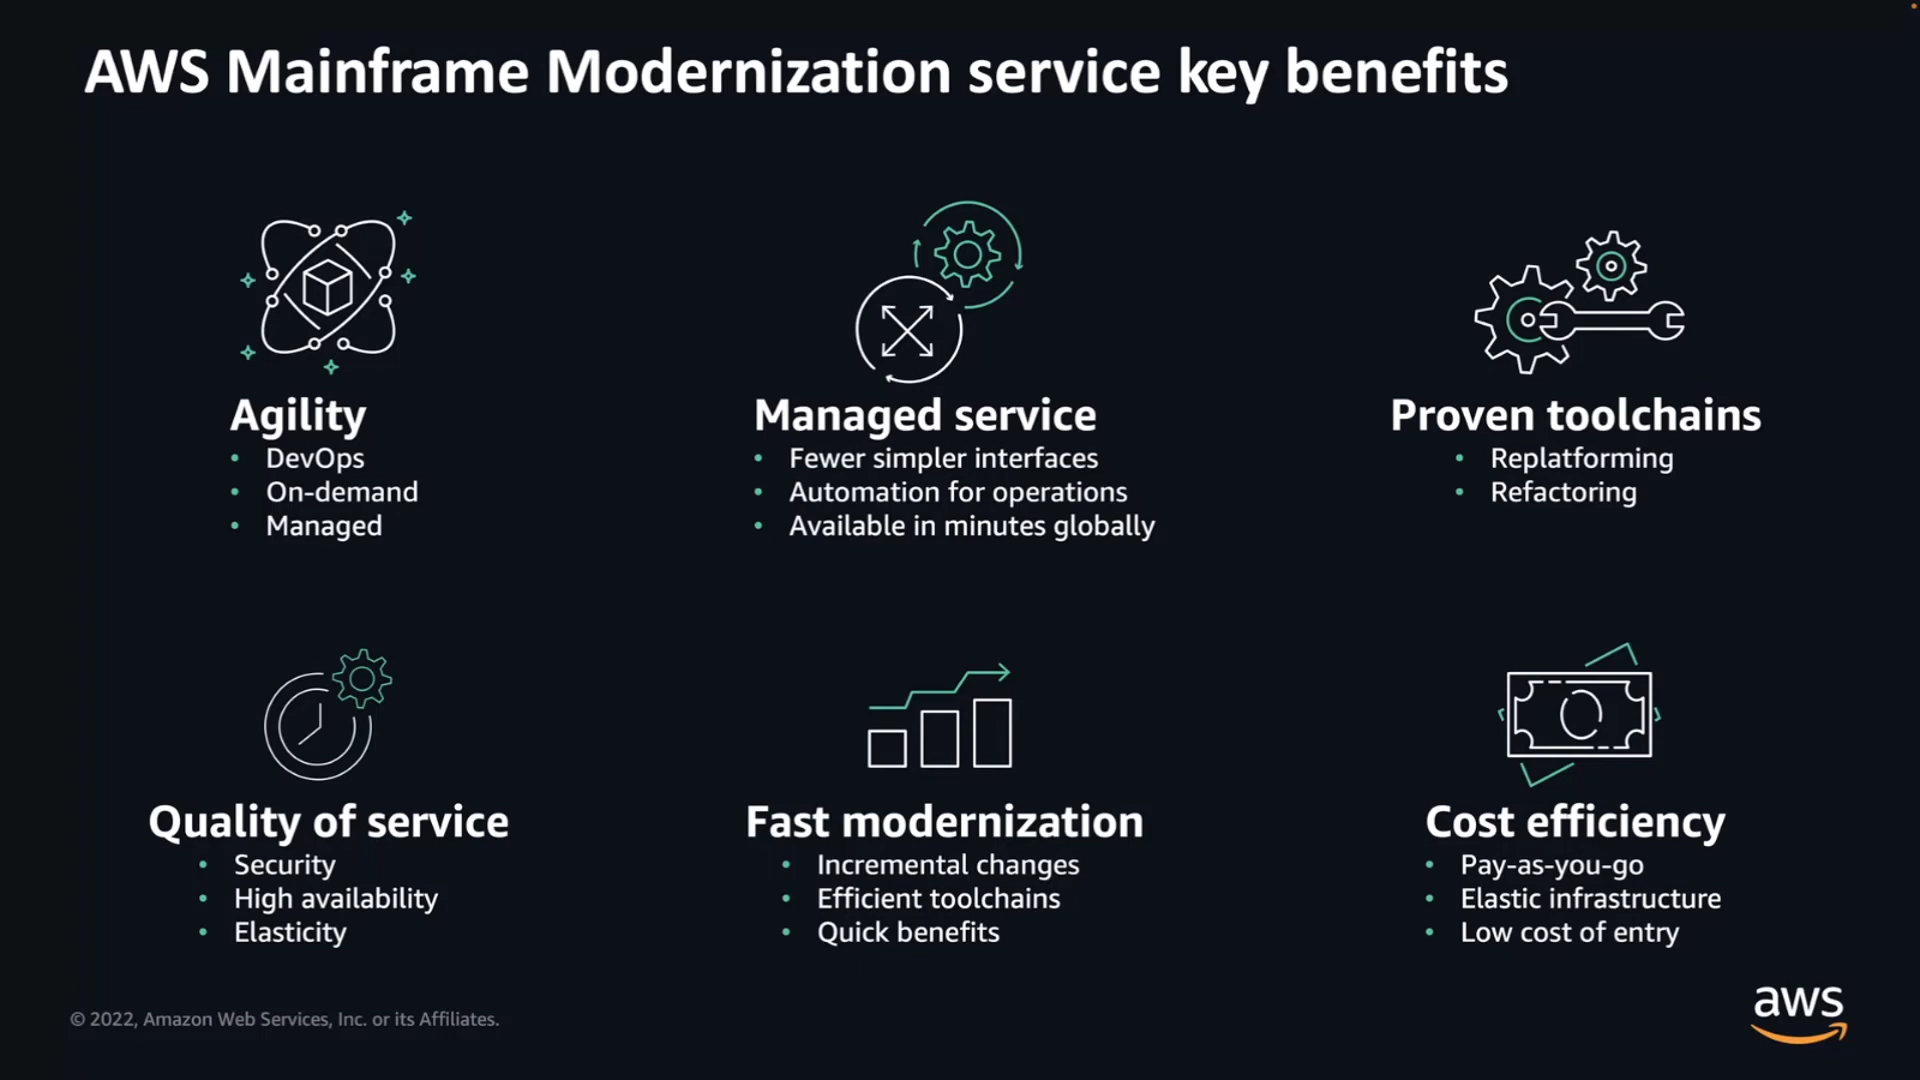 AWS Mainframe Modernization service key benefits
Agility
• DevOps
• On-demand
• Managed
Managed service
• Fewer simpler interfaces
• Automation for operations
• Available in minutes globally
Proven toolchains
• Replatforming
• Refactoring
Quality of service
• Security
• High availability
• Elasticity
Fast modernization
• Incremental changes
• Efficient toolchains
• Quick benefits
Cost efficiency
• Pay-as-you-go
• Elastic infrastructure
• Low cost of entry
© 2022, Amazon Web Services, Inc. or its Affiliates.
aws